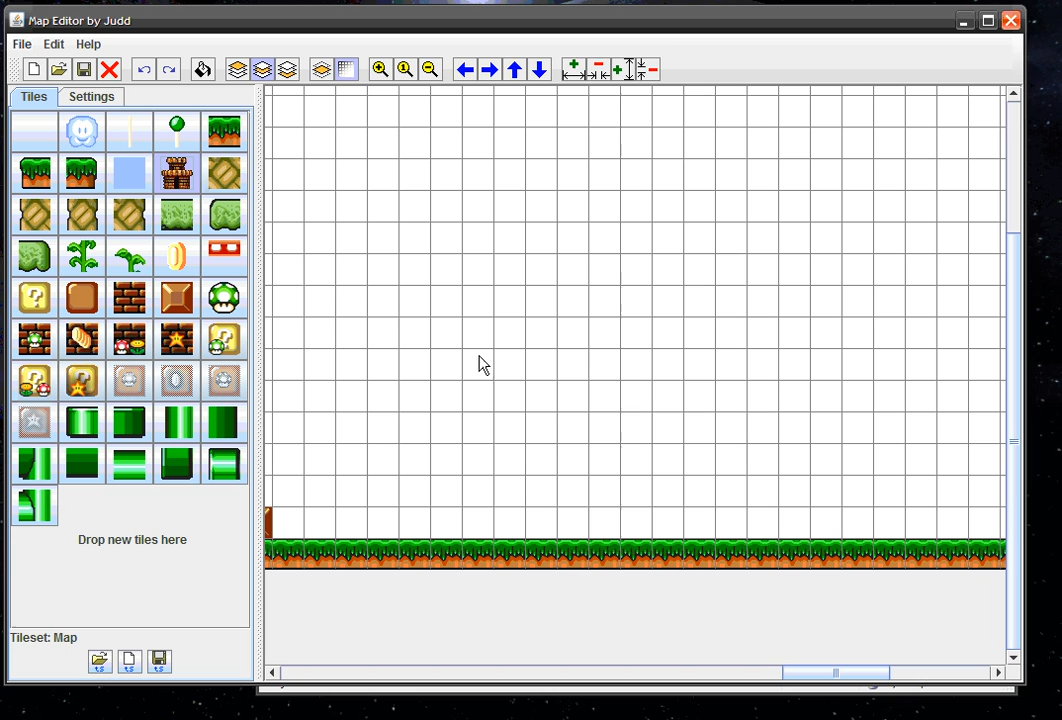 Map Editor by Judd
File Edit Help
Tiles Settings
Drop new tiles here
Tileset: Map